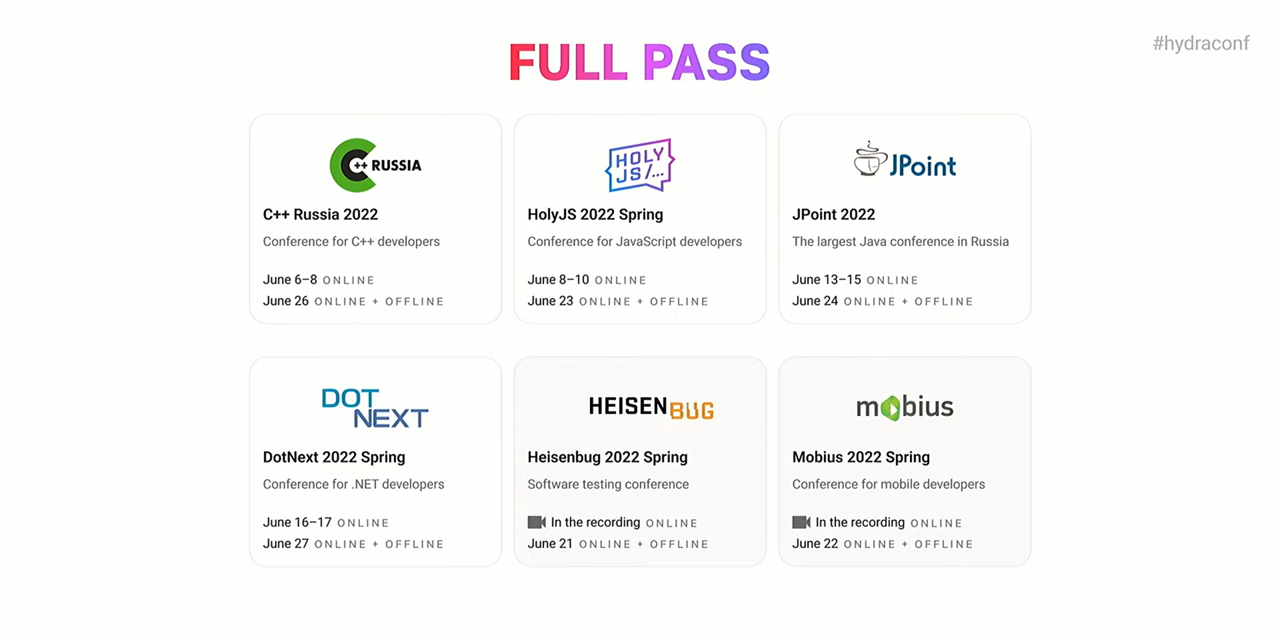 #hydraconf
FULL PASS
C++ RUSSIA
C++ Russia 2022
Conference for C++ developers
June 6–8 ONLINE
June 26 ONLINE + OFFLINE
HOLY
JS/...
HolyJS 2022 Spring
Conference for JavaScript developers
June 8–10 ONLINE
June 23 ONLINE + OFFLINE
JPoint
JPoint 2022
The largest Java conference in Russia
June 13–15 ONLINE
June 24 ONLINE + OFFLINE
DOT
NEXT
DotNext 2022 Spring
Conference for .NET developers
June 16–17 ONLINE
June 27 ONLINE + OFFLINE
HEISENBUG
Heisenbug 2022 Spring
Software testing conference
In the recording ONLINE
June 21 ONLINE + OFFLINE
mobius
Mobius 2022 Spring
Conference for mobile developers
In the recording ONLINE
June 22 ONLINE + OFFLINE